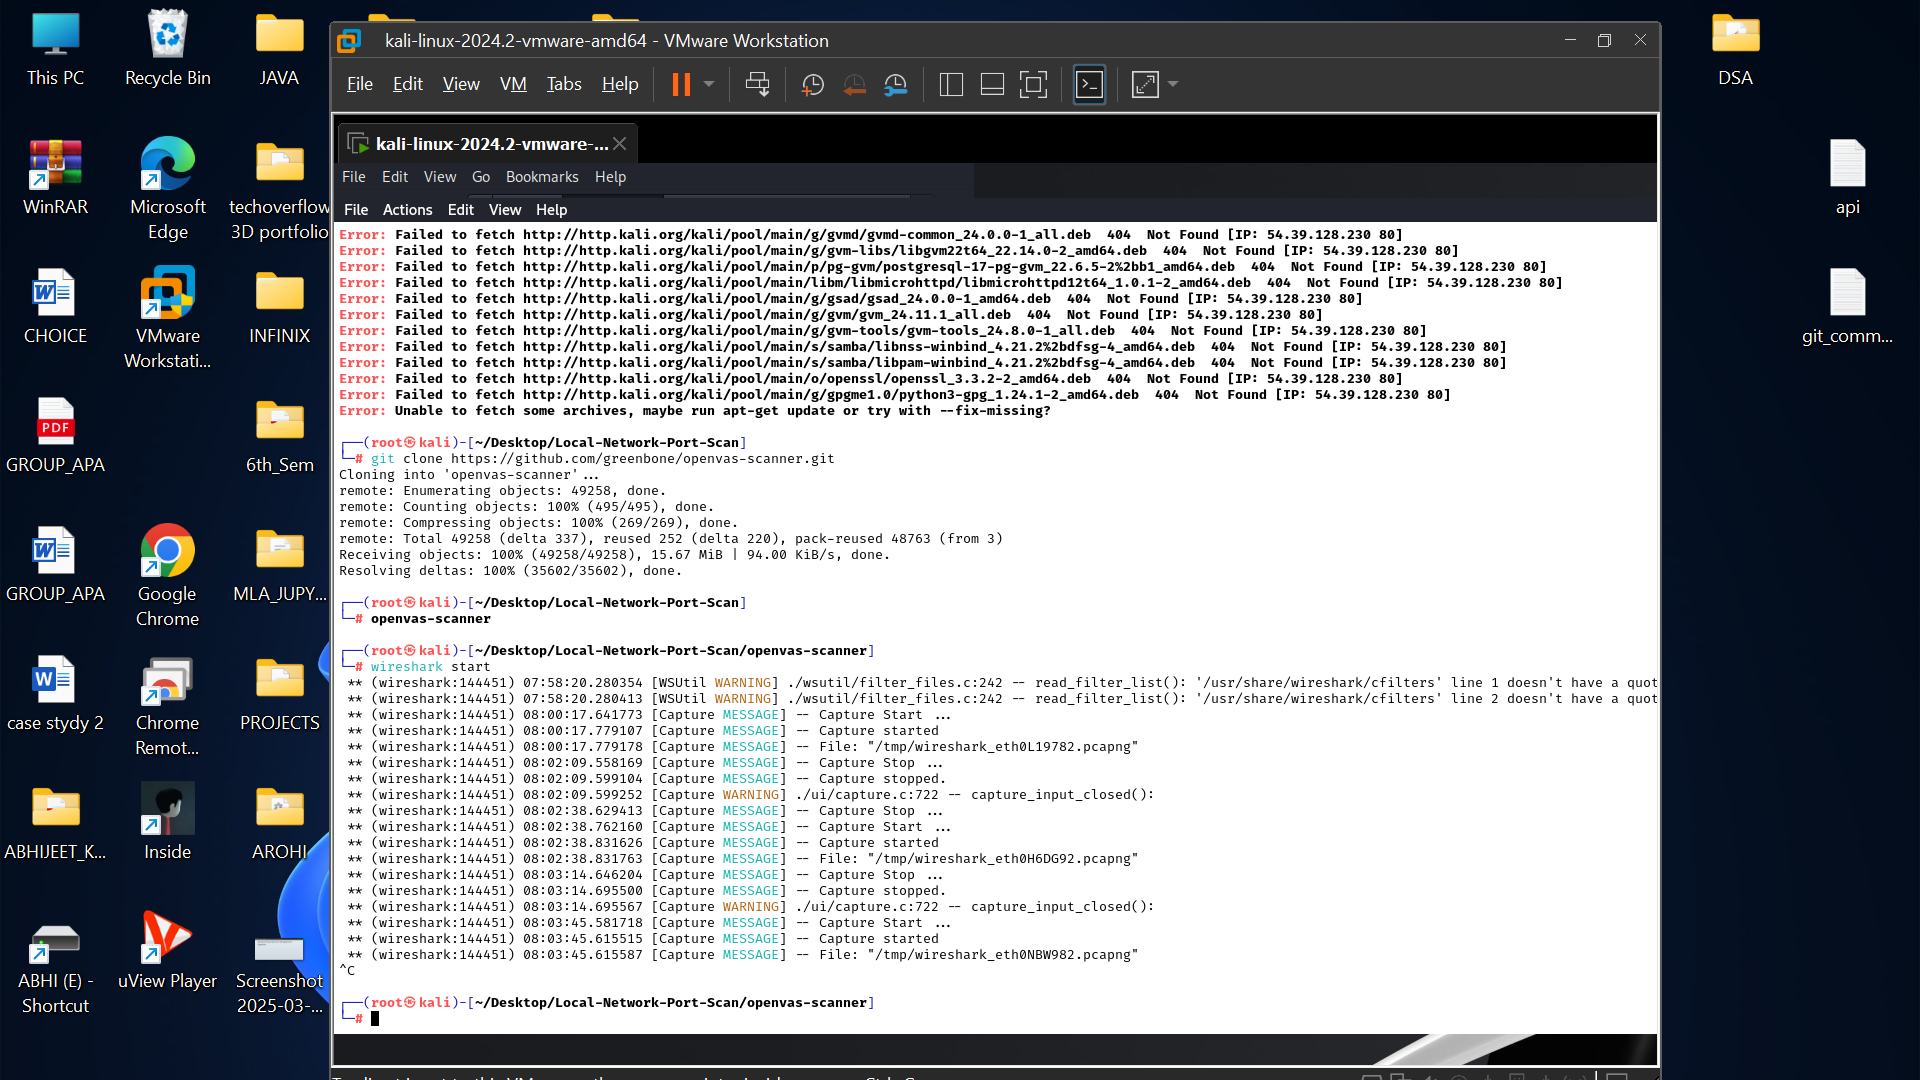 This PC
Recycle Bin
JAVA
WinRAR
Microsoft Edge
techoverflow 3D portfolio
CHOICE
VMware Workstati...
INFINIX
GROUP_APA
6th_Sem
GROUP_APA
Google Chrome
MLA_JUPY...
case stydy 2
Chrome Remot...
PROJECTS
ABHIJEET_K...
Inside
AROHI
ABHI (E) - Shortcut
uView Player
Screenshot 2025-03-...
DSA
api
git_comm...
kali-linux-2024.2-vmware-amd64 - VMware Workstation
File Edit View VM Tabs Help
kali-linux-2024.2-vmware-...
File Edit View Go Bookmarks Help
File Actions Edit View Help
Error: Failed to fetch http://http.kali.org/kali/pool/main/g/gvmd/gvmd-common_24.0.0-1_all.deb 404 Not Found [IP: 54.39.128.230 80]
Error: Failed to fetch http://http.kali.org/kali/pool/main/g/gvm-libs/libgvm22t64_22.14.0-2_amd64.deb 404 Not Found [IP: 54.39.128.230 80]
Error: Failed to fetch http://http.kali.org/kali/pool/main/p/pg-gvm/postgresql-17-pg-gvm_22.6.5-2%2bb1_amd64.deb 404 Not Found [IP: 54.39.128.230 80]
Error: Failed to fetch http://http.kali.org/kali/pool/main/libm/libmicrohttpd/libmicrohttpd12t64_1.0.1-2_amd64.deb 404 Not Found [IP: 54.39.128.230 80]
Error: Failed to fetch http://http.kali.org/kali/pool/main/g/gsad/gsad_24.0.0-1_amd64.deb 404 Not Found [IP: 54.39.128.230 80]
Error: Failed to fetch http://http.kali.org/kali/pool/main/g/gvm/gvm_24.11.1_all.deb 404 Not Found [IP: 54.39.128.230 80]
Error: Failed to fetch http://http.kali.org/kali/pool/main/g/gvm-tools/gvm-tools_24.8.0-1_all.deb 404 Not Found [IP: 54.39.128.230 80]
Error: Failed to fetch http://http.kali.org/kali/pool/main/s/samba/libnss-winbind_4.21.2%2bdfsg-4_amd64.deb 404 Not Found [IP: 54.39.128.230 80]
Error: Failed to fetch http://http.kali.org/kali/pool/main/s/samba/libpam-winbind_4.21.2%2bdfsg-4_amd64.deb 404 Not Found [IP: 54.39.128.230 80]
Error: Failed to fetch http://http.kali.org/kali/pool/main/o/openssl/openssl_3.3.2-2_amd64.deb 404 Not Found [IP: 54.39.128.230 80]
Error: Failed to fetch http://http.kali.org/kali/pool/main/g/gpgme1.0/python3-gpg_1.24.1-2_amd64.deb 404 Not Found [IP: 54.39.128.230 80]
Error: Unable to fetch some archives, maybe run apt-get update or try with --fix-missing?
┌──(root㉿kali)-[~/Desktop/Local-Network-Port-Scan]
└─# git clone https://github.com/greenbone/openvas-scanner.git
Cloning into 'openvas-scanner'...
remote: Enumerating objects: 49258, done.
remote: Counting objects: 100% (495/495), done.
remote: Compressing objects: 100% (269/269), done.
remote: Total 49258 (delta 337), reused 252 (delta 220), pack-reused 48763 (from 3)
Receiving objects: 100% (49258/49258), 15.67 MiB | 94.00 KiB/s, done.
Resolving deltas: 100% (35602/35602), done.
┌──(root㉿kali)-[~/Desktop/Local-Network-Port-Scan]
└─# openvas-scanner
┌──(root㉿kali)-[~/Desktop/Local-Network-Port-Scan/openvas-scanner]
└─# wireshark start
** (wireshark:144451) 07:58:20.280354 [WSUtil WARNING] ./wsutil/filter_files.c:242 -- read_filter_list(): '/usr/share/wireshark/cfilters' line 1 doesn't have a quot
** (wireshark:144451) 07:58:20.280413 [WSUtil WARNING] ./wsutil/filter_files.c:242 -- read_filter_list(): '/usr/share/wireshark/cfilters' line 2 doesn't have a quot
** (wireshark:144451) 08:00:17.641773 [Capture MESSAGE] -- Capture Start ...
** (wireshark:144451) 08:00:17.779107 [Capture MESSAGE] -- Capture started
** (wireshark:144451) 08:00:17.779178 [Capture MESSAGE] -- File: "/tmp/wireshark_eth0L19782.pcapng"
** (wireshark:144451) 08:02:09.558169 [Capture MESSAGE] -- Capture Stop ...
** (wireshark:144451) 08:02:09.599104 [Capture MESSAGE] -- Capture stopped.
** (wireshark:144451) 08:02:09.599252 [Capture WARNING] ./ui/capture.c:722 -- capture_input_closed():
** (wireshark:144451) 08:02:38.629413 [Capture MESSAGE] -- Capture Stop ...
** (wireshark:144451) 08:02:38.762160 [Capture MESSAGE] -- Capture Start ...
** (wireshark:144451) 08:02:38.831626 [Capture MESSAGE] -- Capture started
** (wireshark:144451) 08:02:38.831763 [Capture MESSAGE] -- File: "/tmp/wireshark_eth0H6DG92.pcapng"
** (wireshark:144451) 08:03:14.646204 [Capture MESSAGE] -- Capture Stop ...
** (wireshark:144451) 08:03:14.695500 [Capture MESSAGE] -- Capture stopped.
** (wireshark:144451) 08:03:14.695567 [Capture WARNING] ./ui/capture.c:722 -- capture_input_closed():
** (wireshark:144451) 08:03:45.581718 [Capture MESSAGE] -- Capture Start ...
** (wireshark:144451) 08:03:45.615515 [Capture MESSAGE] -- Capture started
** (wireshark:144451) 08:03:45.615587 [Capture MESSAGE] -- File: "/tmp/wireshark_eth0NBW982.pcapng"
^C
┌──(root㉿kali)-[~/Desktop/Local-Network-Port-Scan/openvas-scanner]
└─#